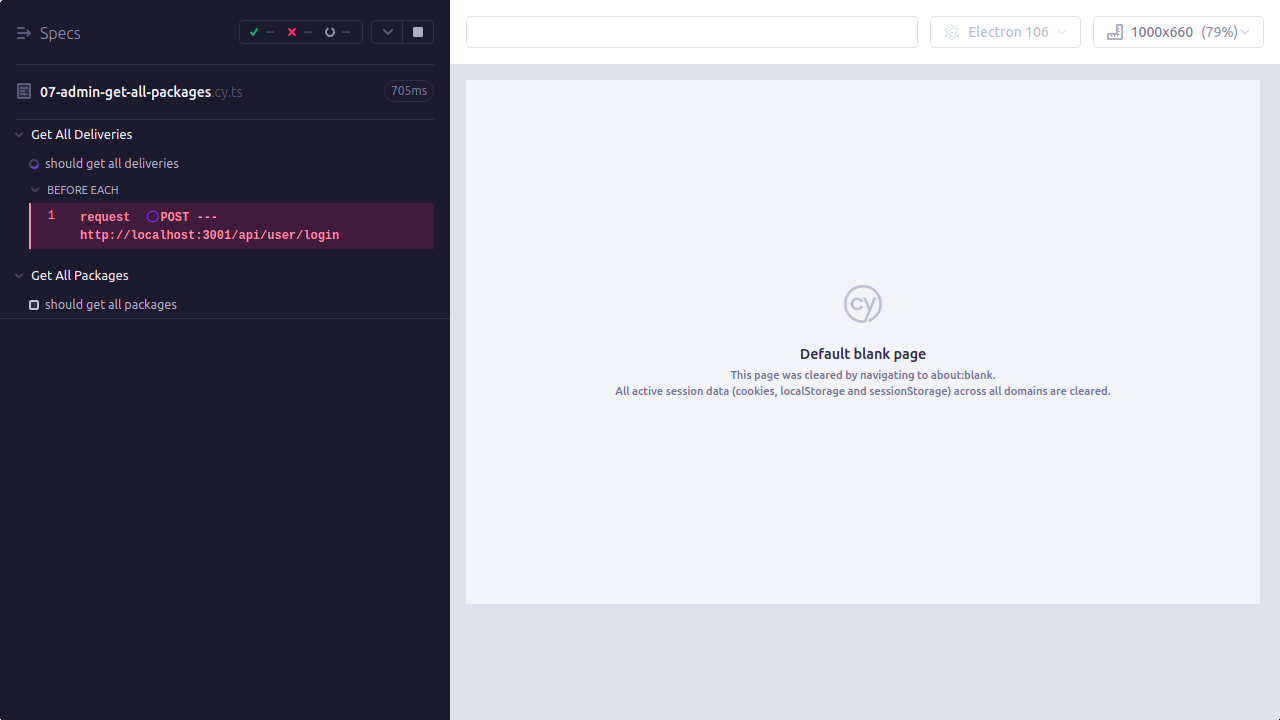 Specs
-- -- --
07-admin-get-all-packages.cy.ts
705ms
Get All Deliveries
should get all deliveries
BEFORE EACH
1 request POST ---
http://localhost:3001/api/user/login
Get All Packages
should get all packages
Electron 106
1000x660 (79%)
cy
Default blank page
This page was cleared by navigating to about:blank.
All active session data (cookies, localStorage and sessionStorage) across all domains are cleared.